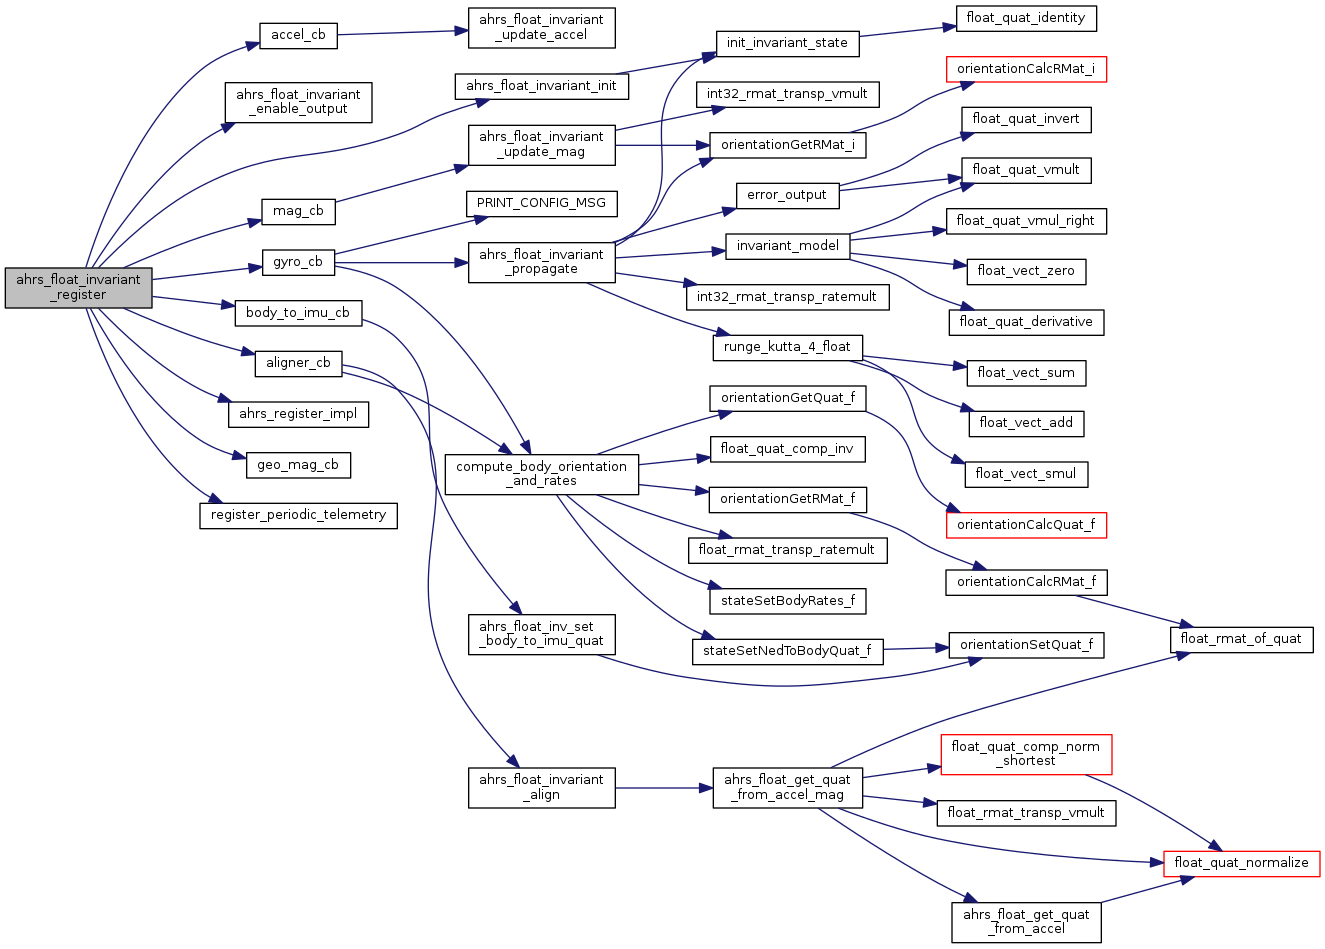 ahrs_float_invariant
_register
accel_cb
ahrs_float_invariant
_enable_output
mag_cb
gyro_cb
body_to_imu_cb
aligner_cb
ahrs_register_impl
geo_mag_cb
register_periodic_telemetry
ahrs_float_invariant
_update_accel
ahrs_float_invariant_init
ahrs_float_invariant
_update_mag
PRINT_CONFIG_MSG
ahrs_float_invariant
_propagate
compute_body_orientation
_and_rates
ahrs_float_inv_set
_body_to_imu_quat
ahrs_float_invariant
_align
init_invariant_state
int32_rmat_transp_vmult
orientationGetRMat_i
error_output
invariant_model
int32_rmat_transp_ratemult
runge_kutta_4_float
orientationGetQuat_f
float_quat_comp_inv
orientationGetRMat_f
float_rmat_transp_ratemult
stateSetBodyRates_f
stateSetNedToBodyQuat_f
ahrs_float_get_quat
_from_accel_mag
float_quat_identity
orientationCalcRMat_i
float_quat_invert
float_quat_vmult
float_quat_vmul_right
float_vect_zero
float_quat_derivative
float_vect_sum
float_vect_add
float_vect_smul
orientationCalcQuat_f
orientationCalcRMat_f
orientationSetQuat_f
float_quat_comp_norm
_shortest
float_rmat_transp_vmult
ahrs_float_get_quat
_from_accel
float_rmat_of_quat
float_quat_normalize